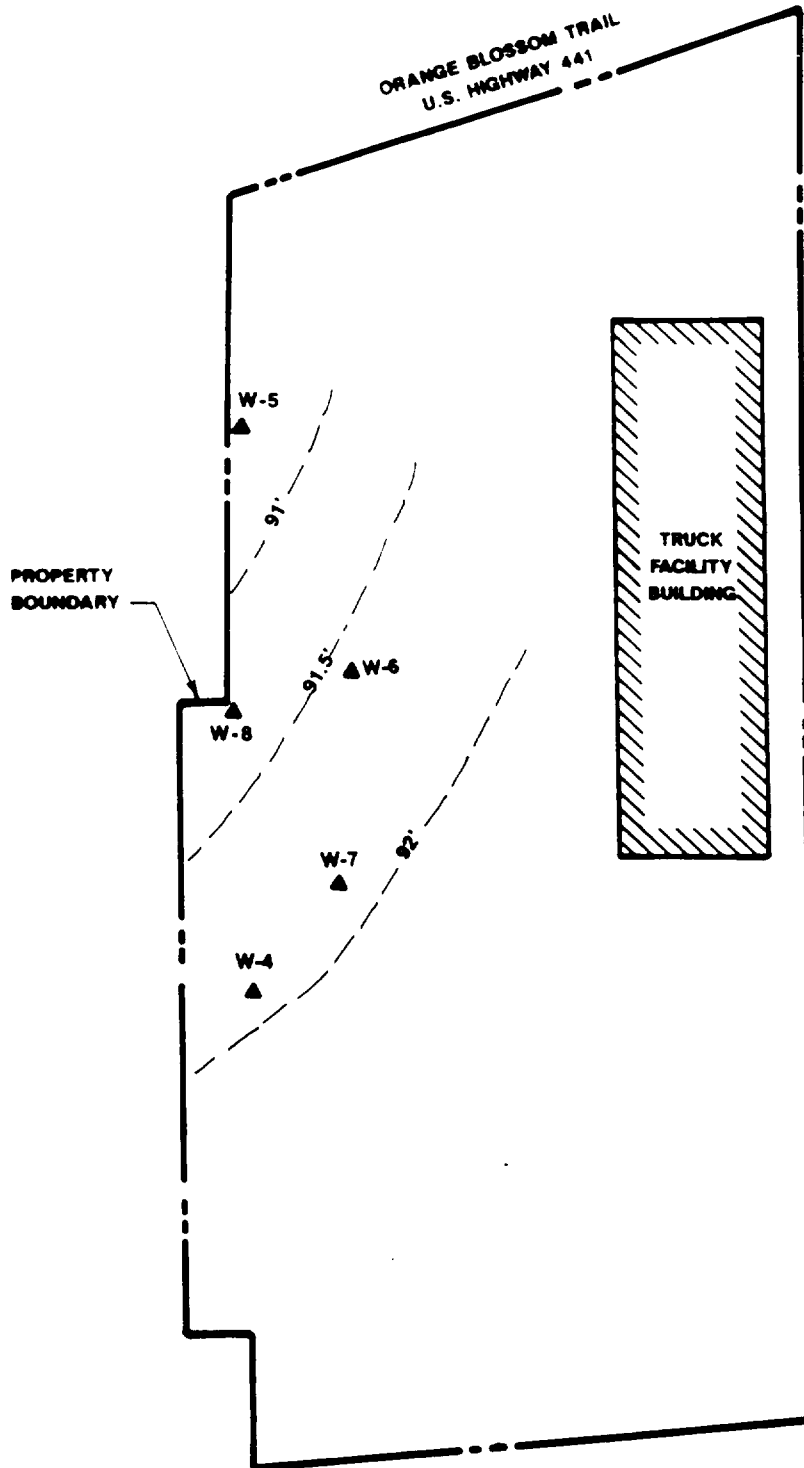 ORANGE BLOSSOM TRAIL
U.S. HIGHWAY 441
W-5
91'
TRUCK
FACILITY
BUILDING
PROPERTY
BOUNDARY
91.5'
W-6
W-8
92'
W-7
W-4